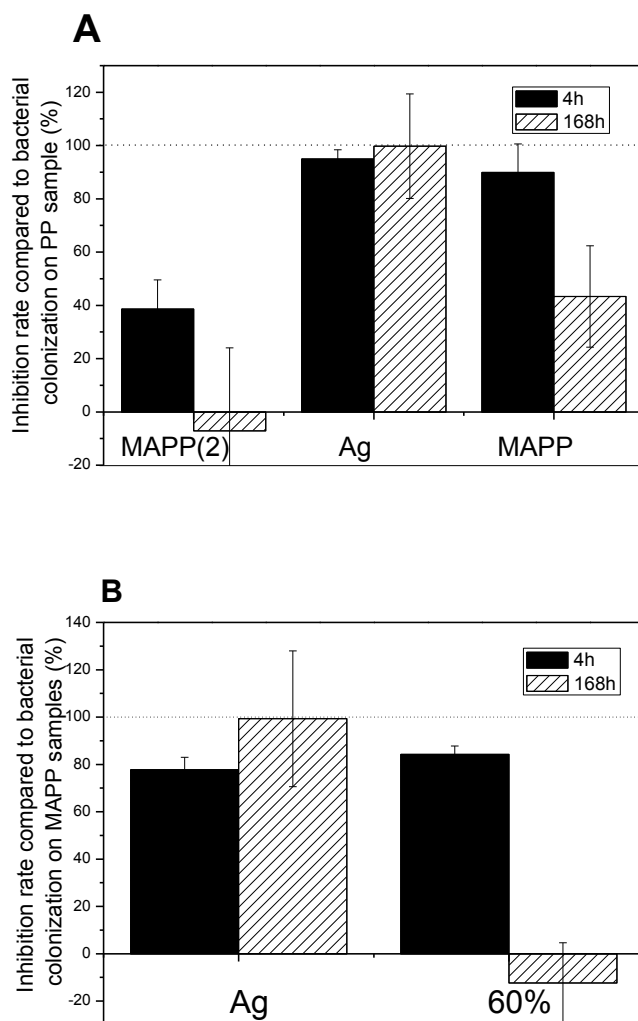 A
Inhibition rate compared to bacterial
colonization on PP sample (%)
120
100
80
60
40
20
0
-20
4h
168h
MAPP(2)
Ag
MAPP
B
Inhibition rate compared to bacterial
colonization on MAPP samples (%)
140
120
100
80
60
40
20
0
-20
4h
168h
Ag
60%